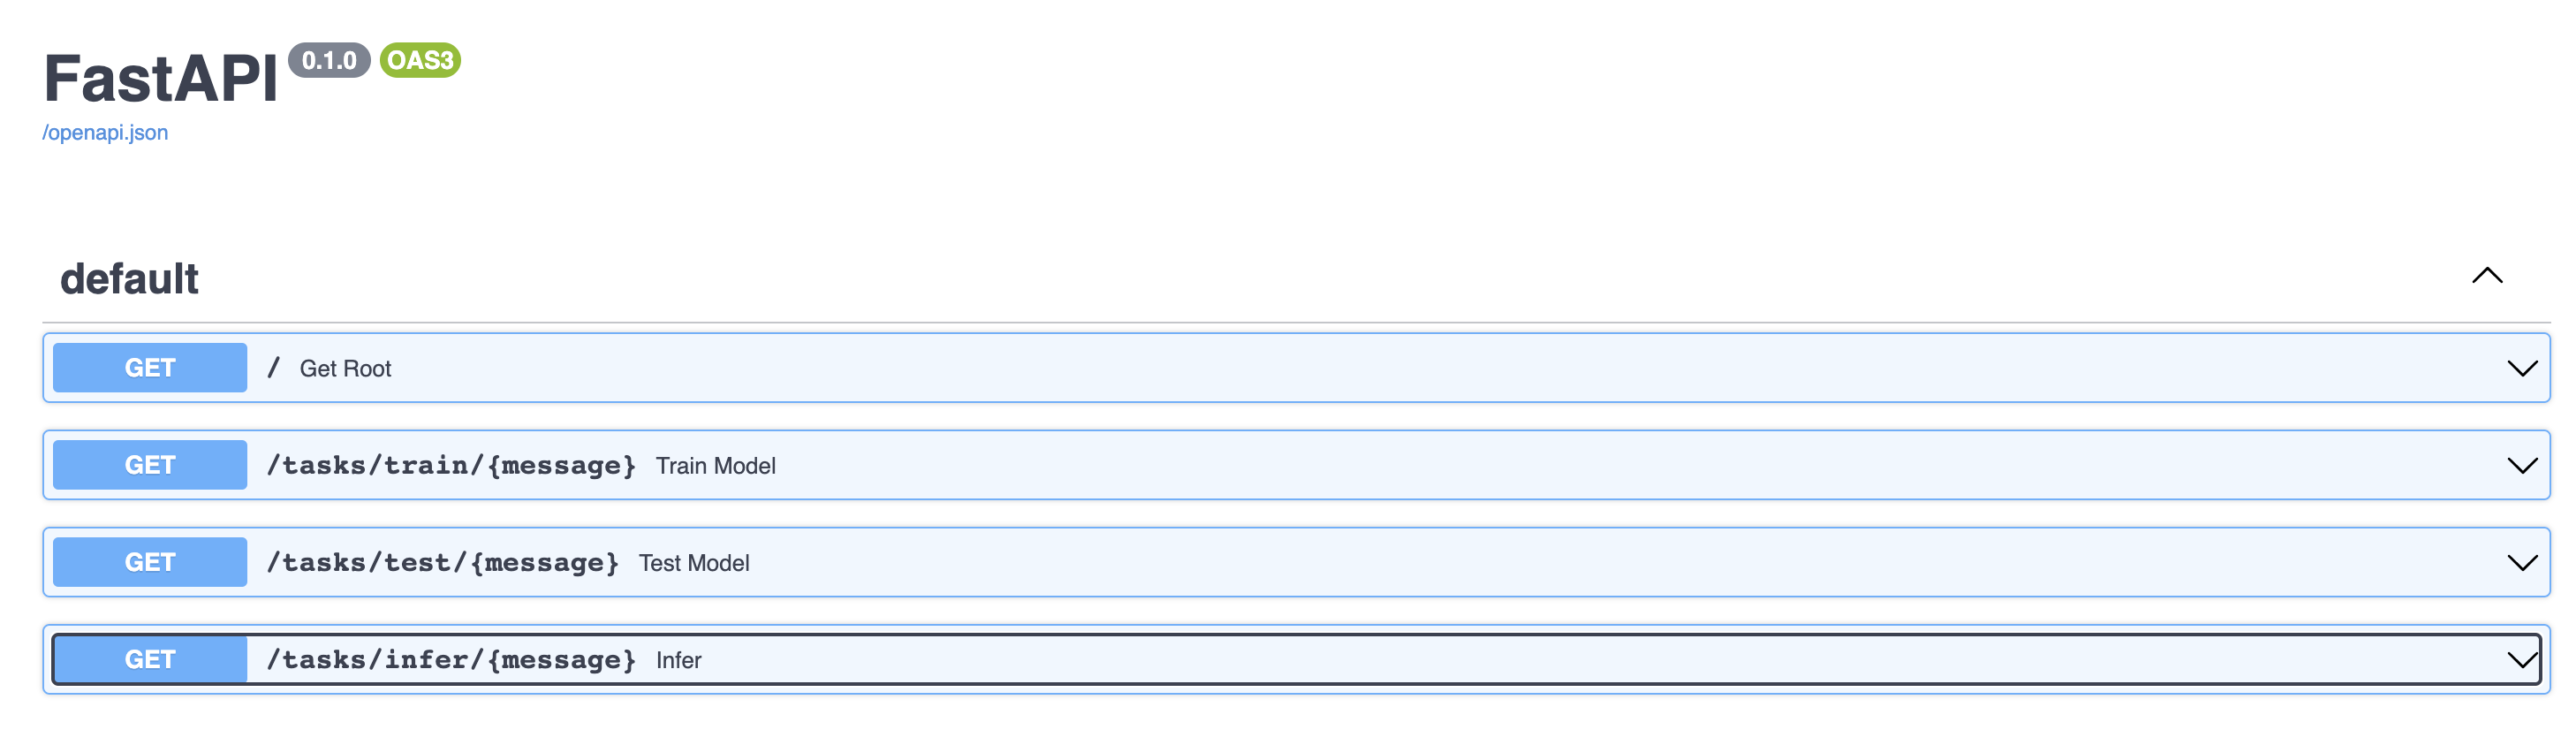 FastAPI 0.1.0 OAS3
/openapi.json
default
GET / Get Root
GET /tasks/train/{message} Train Model
GET /tasks/test/{message} Test Model
GET /tasks/infer/{message} Infer